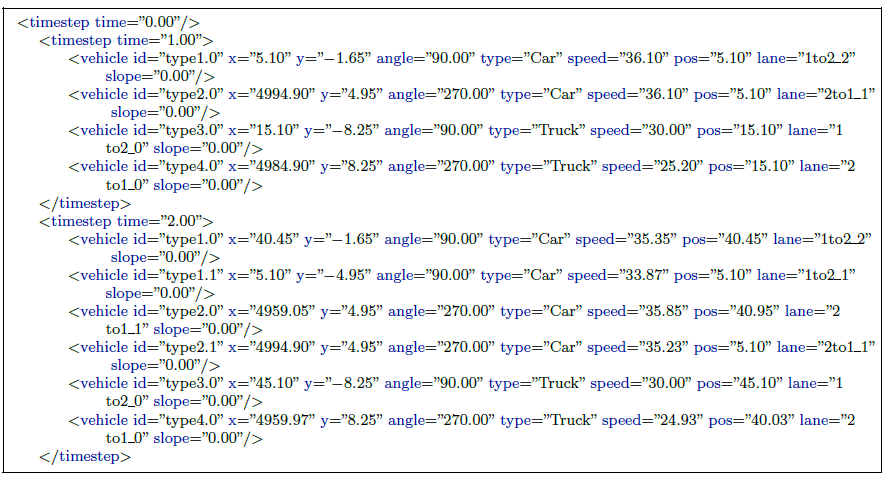 <timestep time=”0.00”/>
<timestep time=”1.00”>
<vehicle id=”type1.0” x=”5.10” y=”−1.65” angle=”90.00” type=”Car” speed=”36.10” pos=”5.10” lane=”1to2_2”
slope=”0.00”/>
<vehicle id=”type2.0” x=”4994.90” y=”4.95” angle=”270.00” type=”Car” speed=”36.10” pos=”5.10” lane=”2to1_1”
slope=”0.00”/>
<vehicle id=”type3.0” x=”15.10” y=”−8.25” angle=”90.00” type=”Truck” speed=”30.00” pos=”15.10” lane=”1
to2_0” slope=”0.00”/>
<vehicle id=”type4.0” x=”4984.90” y=”8.25” angle=”270.00” type=”Truck” speed=”25.20” pos=”15.10” lane=”2
to1_0” slope=”0.00”/>
</timestep>
<timestep time=”2.00”>
<vehicle id=”type1.0” x=”40.45” y=”−1.65” angle=”90.00” type=”Car” speed=”35.35” pos=”40.45” lane=”1to2_2”
slope=”0.00”/>
<vehicle id=”type1.1” x=”5.10” y=”−4.95” angle=”90.00” type=”Car” speed=”33.87” pos=”5.10” lane=”1to2_1”
slope=”0.00”/>
<vehicle id=”type2.0” x=”4959.05” y=”4.95” angle=”270.00” type=”Car” speed=”35.85” pos=”40.95” lane=”2
to1_1” slope=”0.00”/>
<vehicle id=”type2.1” x=”4994.90” y=”4.95” angle=”270.00” type=”Car” speed=”35.23” pos=”5.10” lane=”2to1_1”
slope=”0.00”/>
<vehicle id=”type3.0” x=”45.10” y=”−8.25” angle=”90.00” type=”Truck” speed=”30.00” pos=”45.10” lane=”1
to2_0” slope=”0.00”/>
<vehicle id=”type4.0” x=”4959.97” y=”8.25” angle=”270.00” type=”Truck” speed=”24.93” pos=”40.03” lane=”2
to1_0” slope=”0.00”/>
</timestep>